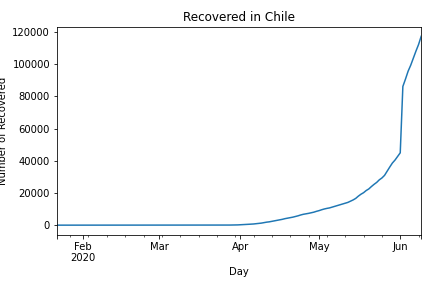 Recovered in Chile
120000
100000
80000
60000
40000
20000
0
Number of Recovered
Feb
2020
Mar
Apr
May
Jun
Day